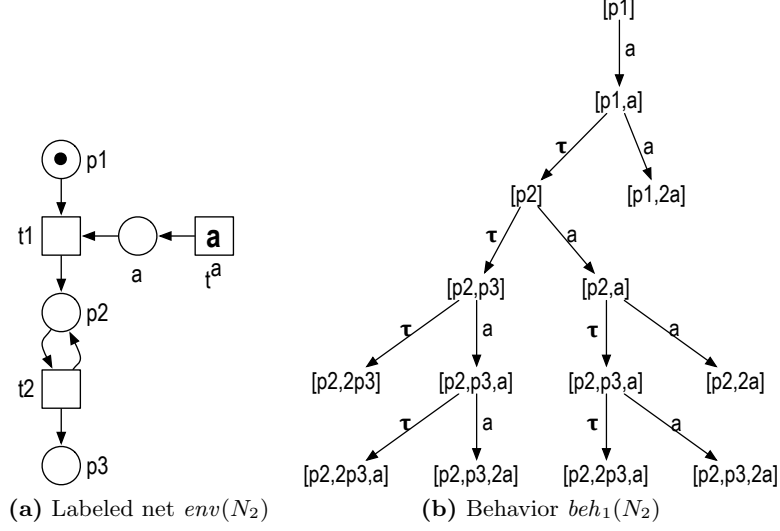 [p1]
a
[p1,a]
τ a
p1
[p2] [p1,2a]
t1 a
a
t^a
τ a
p2
[p2,p3] [p2,a]
τ a τ a
t2
[p2,2p3] [p2,p3,a] [p2,p3,a] [p2,2a]
τ a τ a
p3
[p2,2p3,a] [p2,p3,2a] [p2,2p3,a] [p2,p3,2a]
(a) Labeled net env(N₂) (b) Behavior beh₁(N₂)